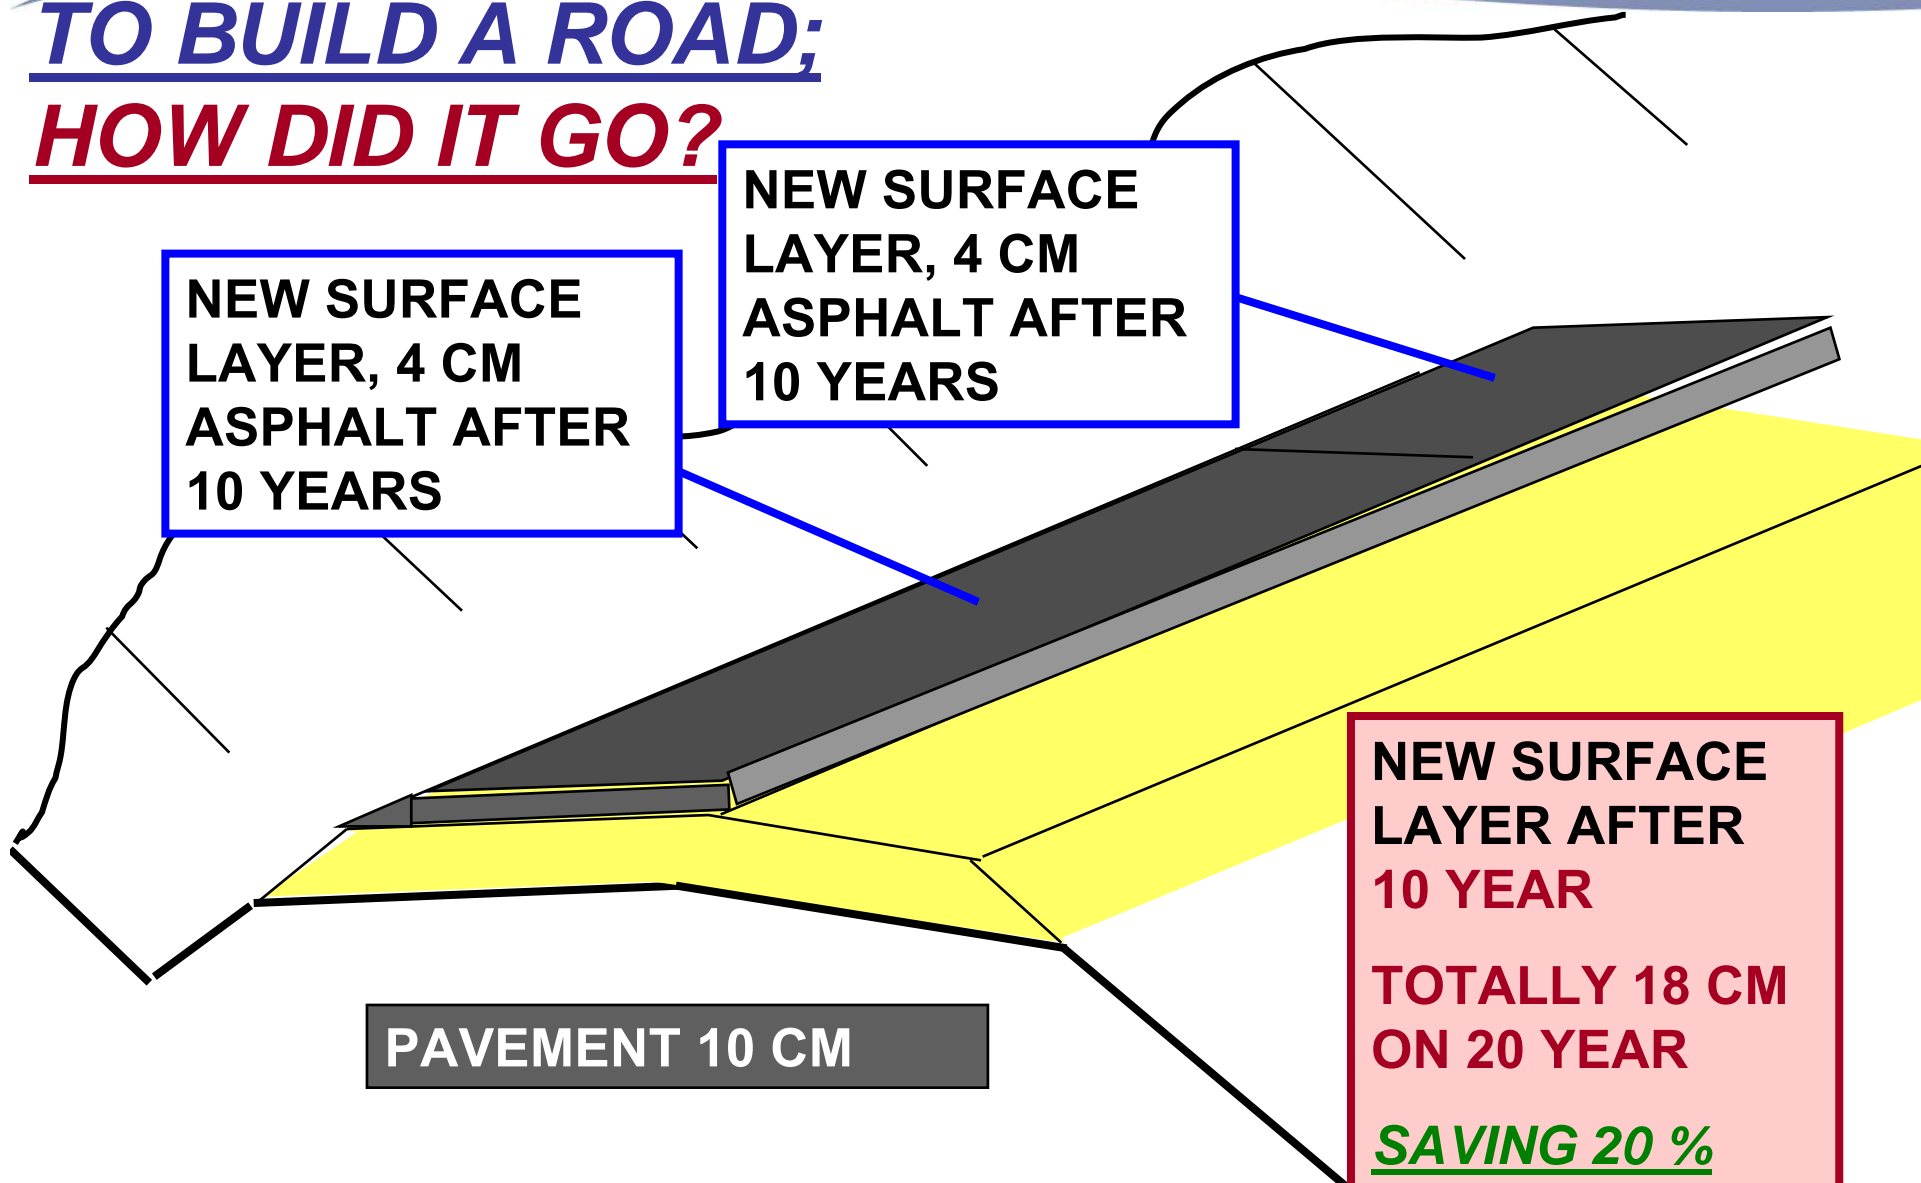 TO BUILD A ROAD;
HOW DID IT GO?
NEW SURFACE
LAYER, 4 CM
ASPHALT AFTER
10 YEARS
NEW SURFACE
LAYER, 4 CM
ASPHALT AFTER
10 YEARS
NEW SURFACE
LAYER AFTER
10 YEAR
TOTALLY 18 CM
ON 20 YEAR
SAVING 20 %
PAVEMENT 10 CM